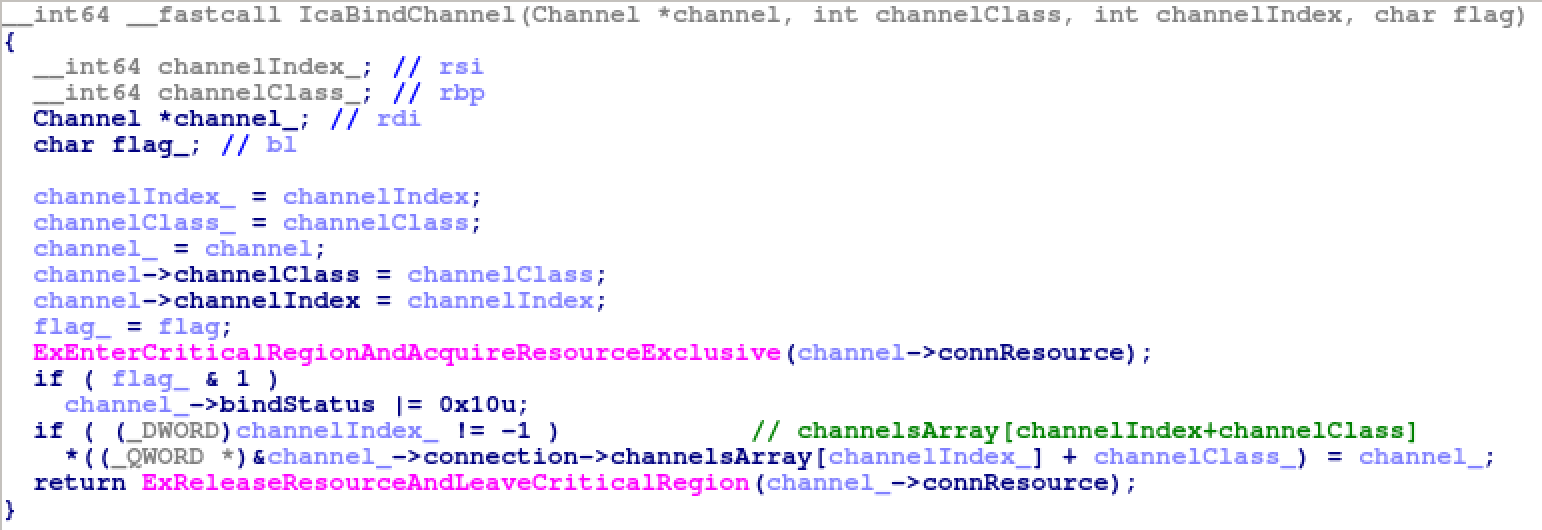 __int64 __fastcall IcaBindChannel(Channel *channel, int channelClass, int channelIndex, char flag)
{
__int64 channelIndex_; // rsi
__int64 channelClass_; // rbp
Channel *channel_; // rdi
char flag_; // bl
channelIndex_ = channelIndex;
channelClass_ = channelClass;
channel_ = channel;
channel->channelClass = channelClass;
channel->channelIndex = channelIndex;
flag_ = flag;
ExEnterCriticalRegionAndAcquireResourceExclusive(channel->connResource);
if ( flag_ & 1 )
channel_->bindStatus |= 0x10u;
if ( (_DWORD)channelIndex_ != -1 ) // channelsArray[channelIndex+channelClass]
*((_QWORD *)&channel_->connection->channelsArray[channelIndex_] + channelClass_) = channel_;
return ExReleaseResourceAndLeaveCriticalRegion(channel_->connResource);
}